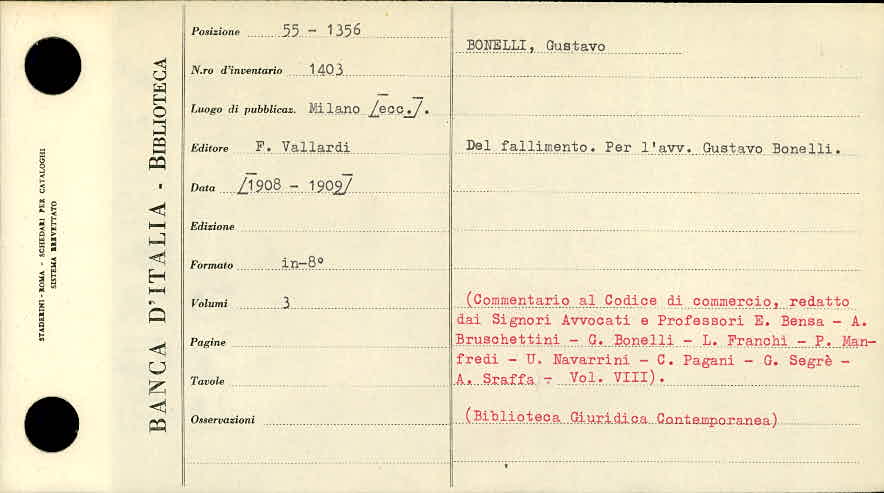 STADERINI - ROMA - SCHEDARI PER CATALOGHI
SISTEMA BREVETTATO
BANCA D'ITALIA - BIBLIOTECA
Posizione 55 - 1356
N.ro d'inventario 1403
Luogo di pubblicaz. Milano [ecc.].
Editore F. Vallardi
Data [1908 - 1909]
Edizione
Formato in-8°
Volumi 3
Pagine
Tavole
Osservazioni
BONELLI, Gustavo
Del fallimento. Per l'avv. Gustavo Bonelli.
(Commentario al Codice di commercio, redatto
dai Signori Avvocati e Professori E. Bensa - A.
Bruschettini - G. Bonelli - L. Franchi - P. Man-
fredi - U. Navarrini - C. Pagani - G. Segrè -
A. Sraffa - Vol. VIII).
(Biblioteca Giuridica Contemporanea)